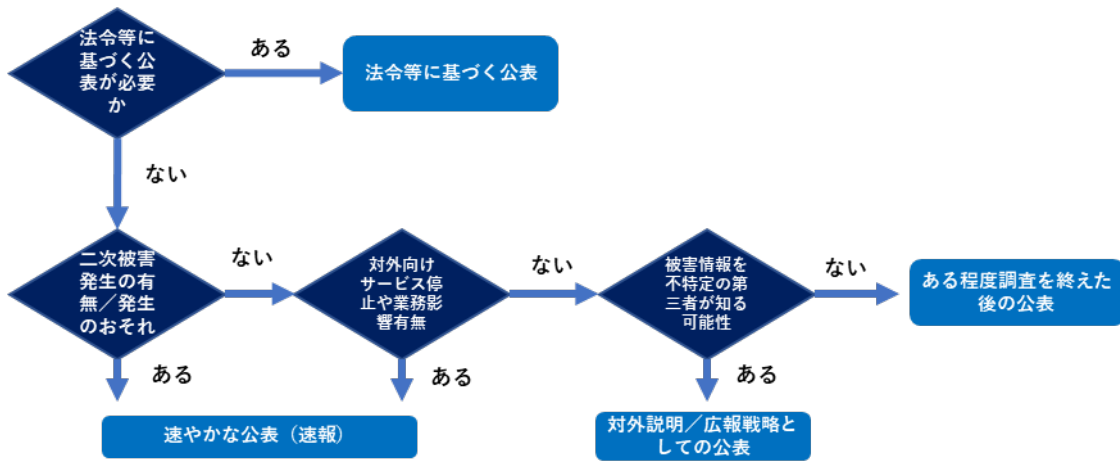 法令等に
基づく公
表が必要
か
ある
法令等に基づく公表
ない
二次被害
発生の有
無／発生
のおそれ
ない
対外向け
サービス停
止や業務影
響有無
ない
被害情報を
不特定の第
三者が知る
可能性
ない
ある程度調査を終えた
後の公表
ある
ある
ある
速やかな公表（速報）
対外説明／広報戦略と
しての公表